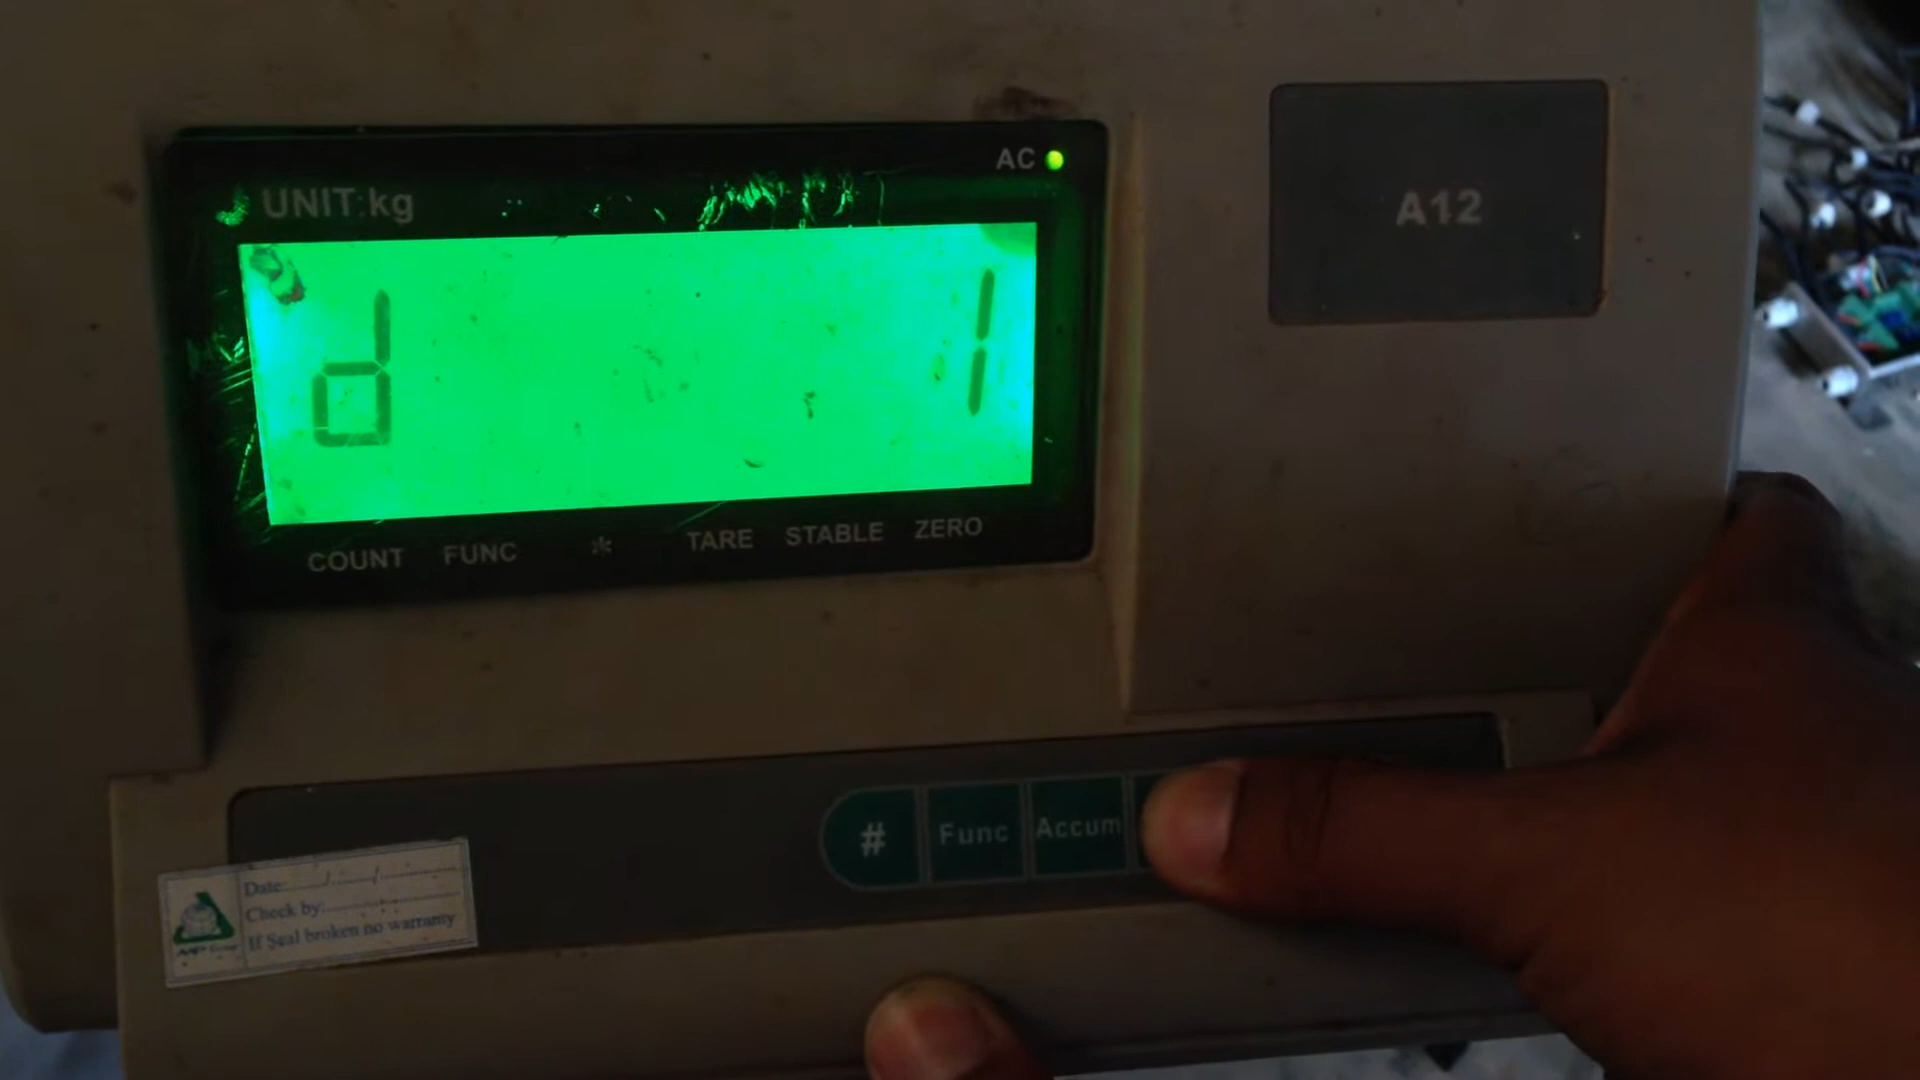 AC
UNIT:kg
d 1
COUNT FUNC * TARE STABLE ZERO
A12
# Func Accum
Date:....../....../............
Check by:....................
If Seal broken no warranty